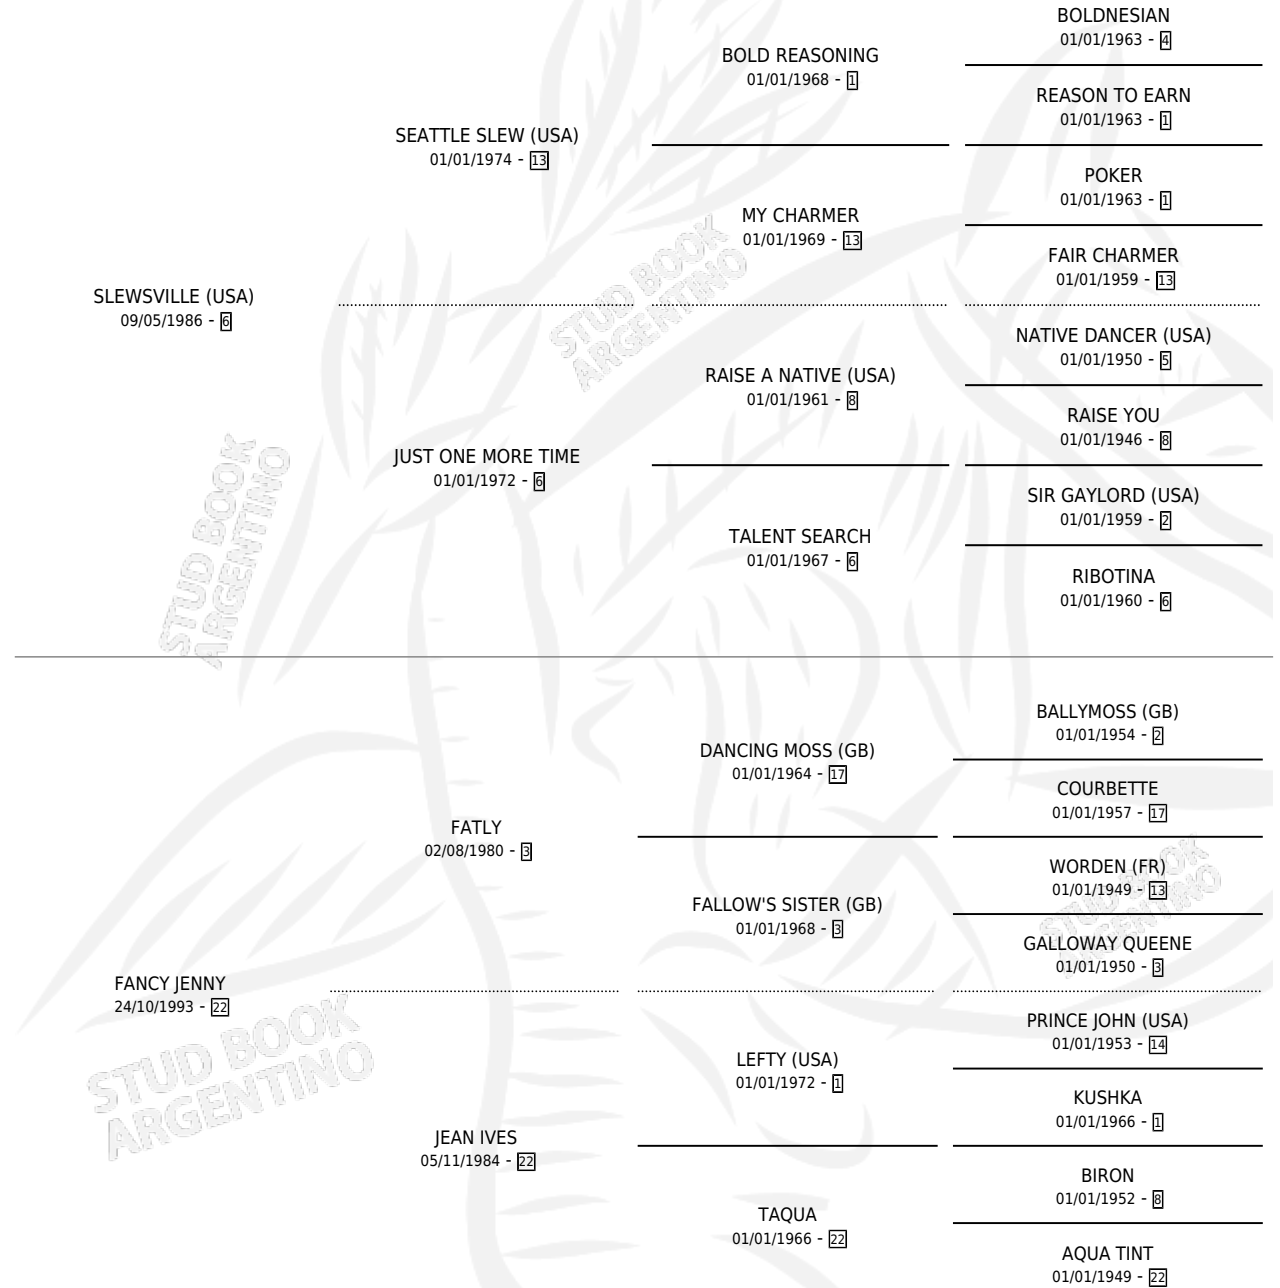 BOLDNESIAN
01/01/1963 - 4
BOLD REASONING
01/01/1968 - 1
REASON TO EARN
01/01/1963 - 1
SEATTLE SLEW (USA)
01/01/1974 - 13
POKER
01/01/1963 - 1
MY CHARMER
01/01/1969 - 13
FAIR CHARMER
01/01/1959 - 13
SLEWSVILLE (USA)
09/05/1986 - 6
STUD BOOK
ARGENTINO
NATIVE DANCER (USA)
01/01/1950 - 5
RAISE A NATIVE (USA)
01/01/1961 - 8
RAISE YOU
01/01/1946 - 8
JUST ONE MORE TIME
01/01/1972 - 6
STUD BOOK
ARGENTINO
SIR GAYLORD (USA)
01/01/1959 - 2
TALENT SEARCH
01/01/1967 - 6
RIBOTINA
01/01/1960 - 6
BALLYMOSS (GB)
01/01/1954 - 2
DANCING MOSS (GB)
01/01/1964 - 17
COURBETTE
01/01/1957 - 17
FATLY
02/08/1980 - 3
WORDEN (FR)
01/01/1949 - 13
STUD BOOK
ARGENTINO
FALLOW'S SISTER (GB)
01/01/1968 - 3
GALLOWAY QUEENE
01/01/1950 - 3
FANCY JENNY
24/10/1993 - 22
STUD BOOK
ARGENTINO
PRINCE JOHN (USA)
01/01/1953 - 14
LEFTY (USA)
01/01/1972 - 1
KUSHKA
01/01/1966 - 1
JEAN IVES
05/11/1984 - 22
BIRON
01/01/1952 - 8
TAQUA
01/01/1966 - 22
AQUA TINT
01/01/1949 - 22